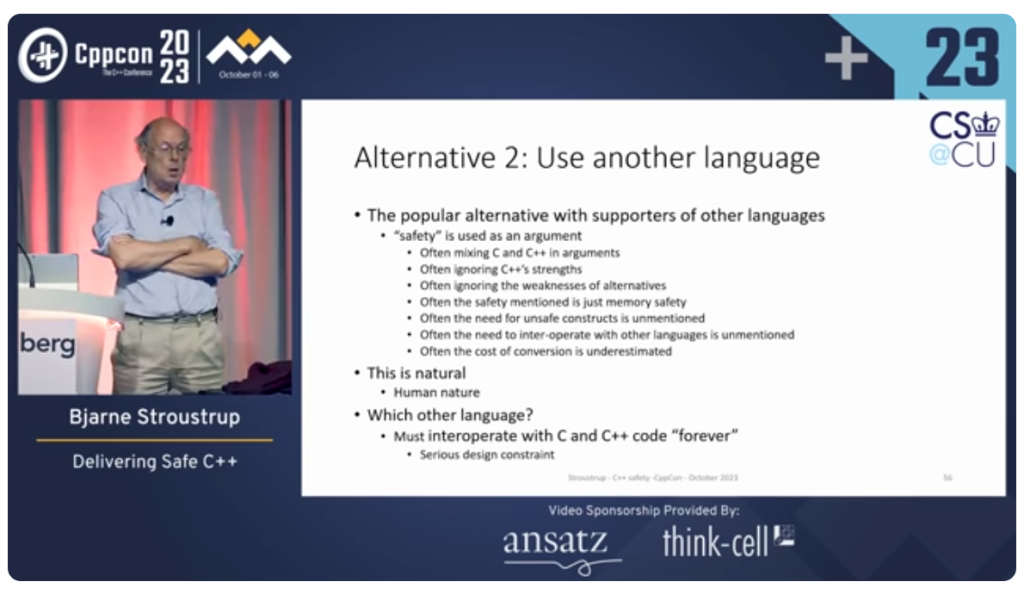 Cppcon
The C++ Conference
20
23
October 01 - 06
23
CS
@CU
berg
Bjarne Stroustrup
Delivering Safe C++
Alternative 2: Use another language
• The popular alternative with supporters of other languages
• “safety” is used as an argument
• Often mixing C and C++ in arguments
• Often ignoring C++’s strengths
• Often ignoring the weaknesses of alternatives
• Often the safety mentioned is just memory safety
• Often the need for unsafe constructs is unmentioned
• Often the need to inter-operate with other languages is unmentioned
• Often the cost of conversion is underestimated
• This is natural
• Human nature
• Which other language?
• Must interoperate with C and C++ code “forever”
• Serious design constraint
Stroustrup - C++ safety -CppCon - October 2023
56
Video Sponsorship Provided By:
ansatz
think-cell